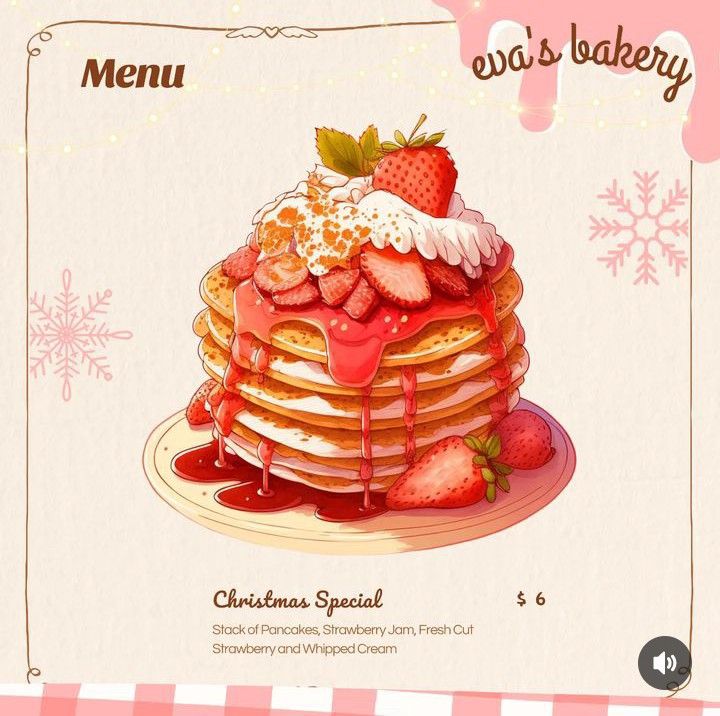 Menu
eva's bakery
Christmas Special
$ 6
Stack of Pancakes, Strawberry Jam, Fresh Cut
Strawberry and Whipped Cream